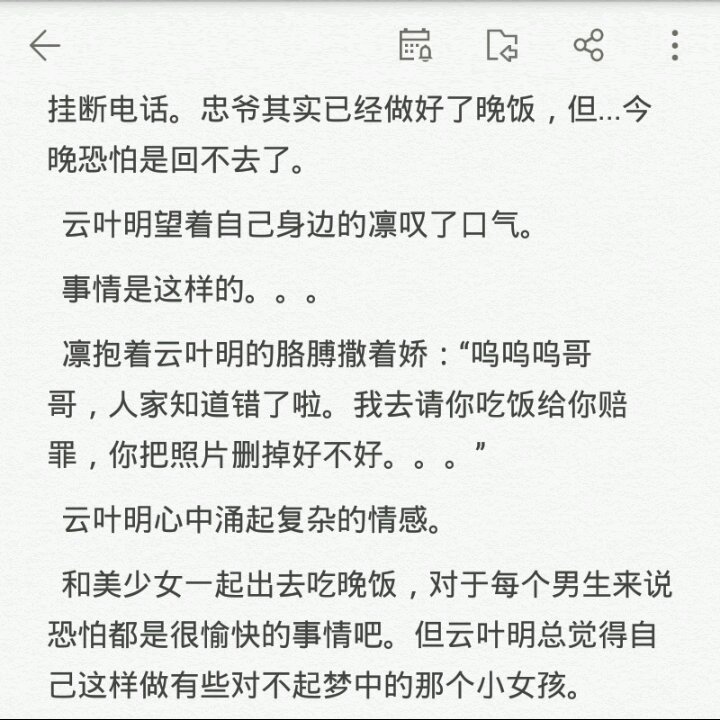 挂断电话。忠爷其实已经做好了晚饭，但...今
晚恐怕是回不去了。
云叶明望着自己身边的凛叹了口气。
事情是这样的。。。
凛抱着云叶明的胳膊撒着娇：“呜呜呜哥
哥，人家知道错了啦。我去请你吃饭给你赔
罪，你把照片删掉好不好。。。”
云叶明心中涌起复杂的情感。
和美少女一起出去吃晚饭，对于每个男生来说
恐怕都是很愉快的事情吧。但云叶明总觉得自
己这样做有些对不起梦中的那个小女孩。